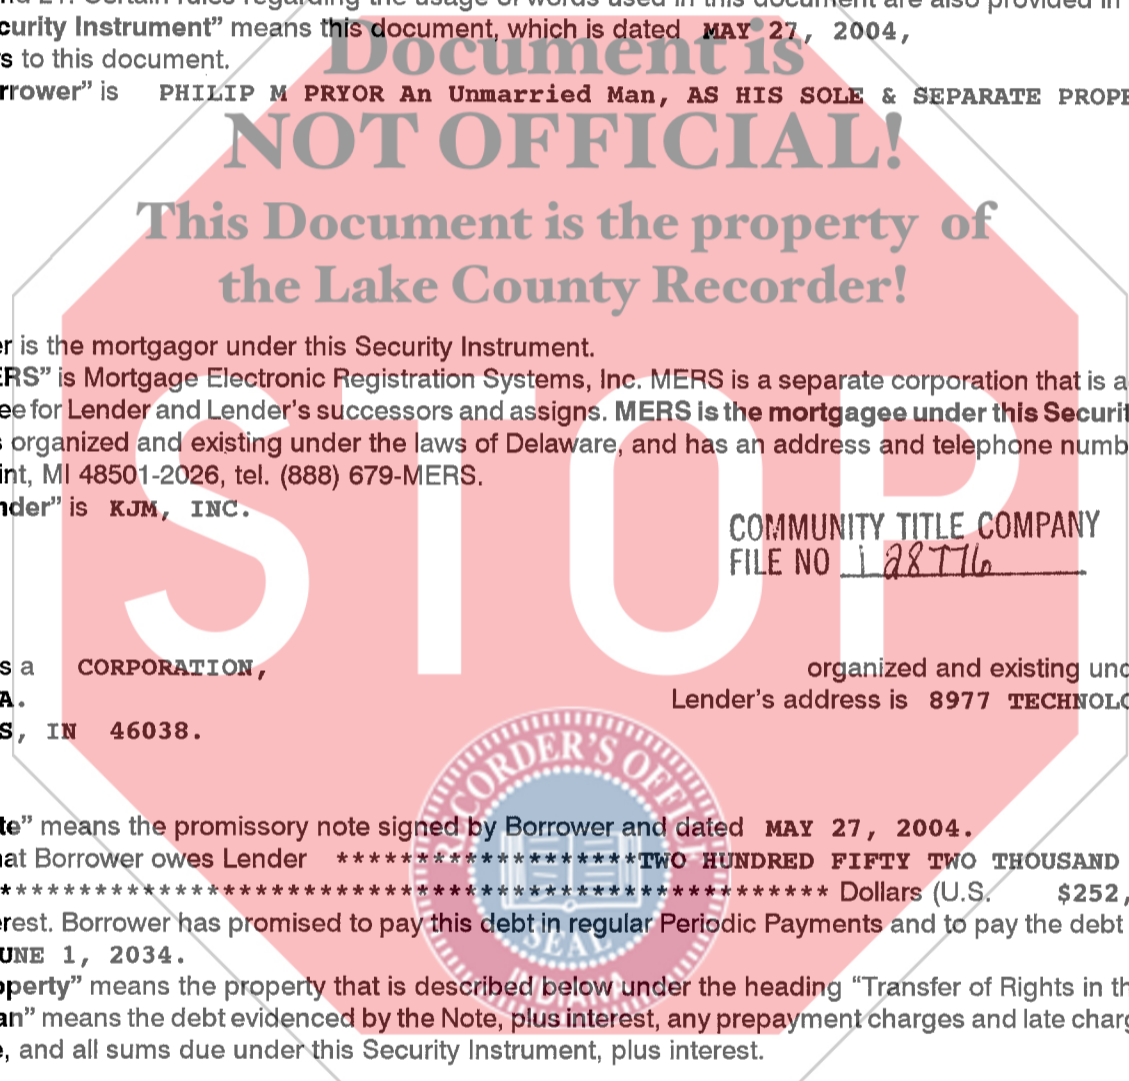 curity Instrument” means this document, which is dated MAY 27, 2004,
s to this document.
rrower” is PHILIP M PRYOR An Unmarried Man, AS HIS SOLE & SEPARATE PROPE
Document is
NOT OFFICIAL!
This Document is the property of
the Lake County Recorder!
er is the mortgagor under this Security Instrument.
ERS” is Mortgage Electronic Registration Systems, Inc. MERS is a separate corporation that is a
ee for Lender and Lender’s successors and assigns. MERS is the mortgagee under this Securit
s organized and existing under the laws of Delaware, and has an address and telephone numb
int, MI 48501-2026, tel. (888) 679-MERS.
nder” is KJM, INC.
COMMUNITY TITLE COMPANY
FILE NO L 28776
STOP
s a CORPORATION, organized and existing und
A. Lender’s address is 8977 TECHNOLO
S, IN 46038.
RECORDER’S OFFICE
SEAL
INDIANA
te” means the promissory note signed by Borrower and dated MAY 27, 2004.
at Borrower owes Lender *******************TWO HUNDRED FIFTY TWO THOUSAND
**************************************************** Dollars (U.S. $252,
rest. Borrower has promised to pay this debt in regular Periodic Payments and to pay the debt
UNE 1, 2034.
operty” means the property that is described below under the heading “Transfer of Rights in th
an” means the debt evidenced by the Note, plus interest, any prepayment charges and late charg
e, and all sums due under this Security Instrument, plus interest.